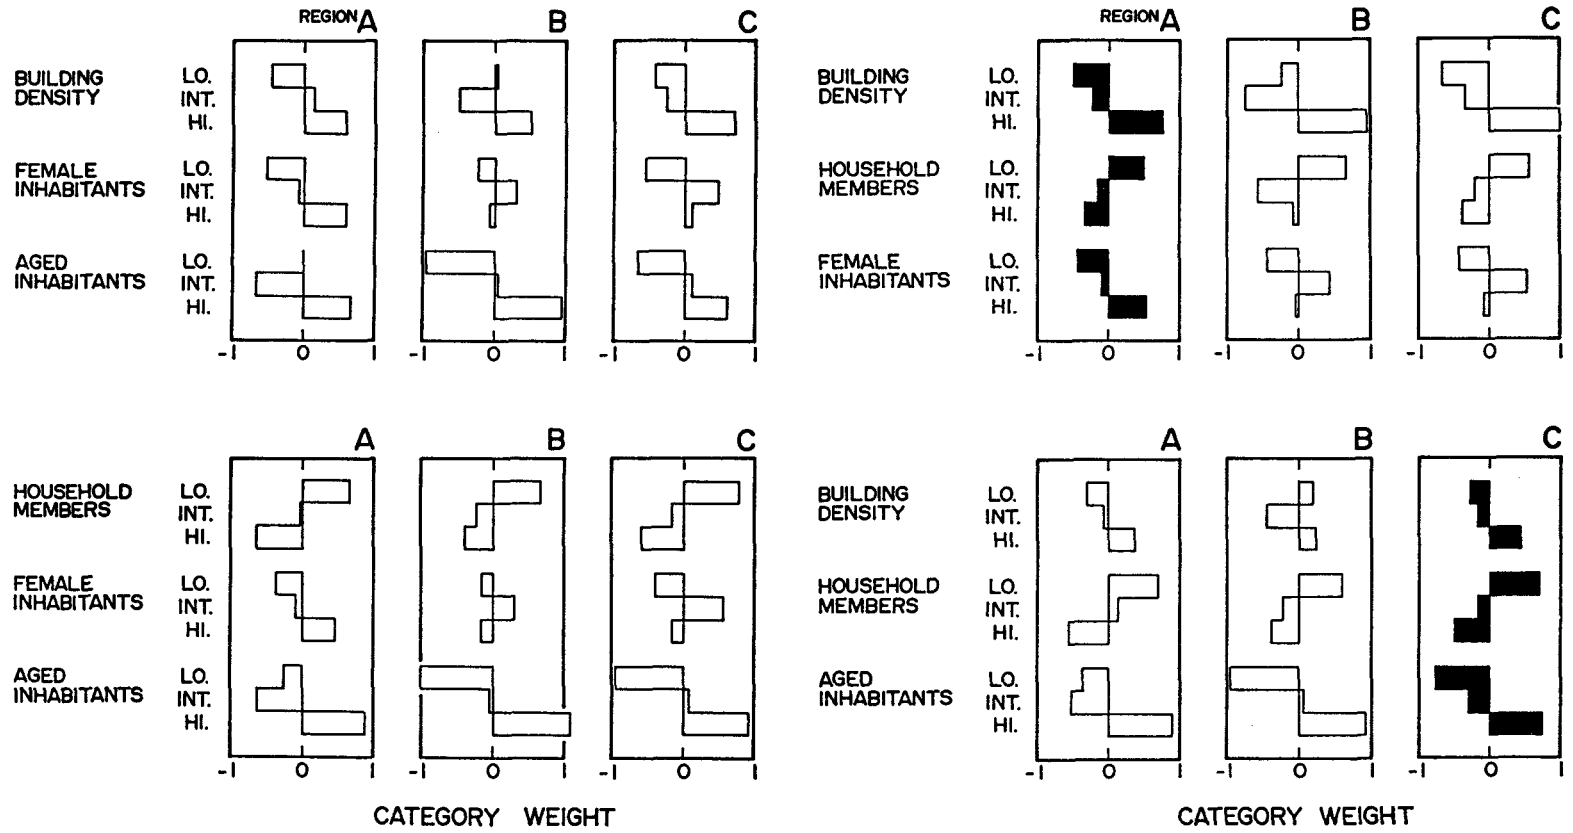 REGION A B C
BUILDING DENSITY LO. INT. HI.
FEMALE INHABITANTS LO. INT. HI.
AGED INHABITANTS LO. INT. HI.
-1 0 1 -1 0 1 -1 0 1
REGION A B C
BUILDING DENSITY LO. INT. HI.
HOUSEHOLD MEMBERS LO. INT. HI.
FEMALE INHABITANTS LO. INT. HI.
-1 0 1 -1 0 1 -1 0 1
A B C
HOUSEHOLD MEMBERS LO. INT. HI.
FEMALE INHABITANTS LO. INT. HI.
AGED INHABITANTS LO. INT. HI.
-1 0 1 -1 0 1 -1 0 1
CATEGORY WEIGHT
A B C
BUILDING DENSITY LO. INT. HI.
HOUSEHOLD MEMBERS LO. INT. HI.
AGED INHABITANTS LO. INT. HI.
-1 0 1 -1 0 1 -1 0 1
CATEGORY WEIGHT